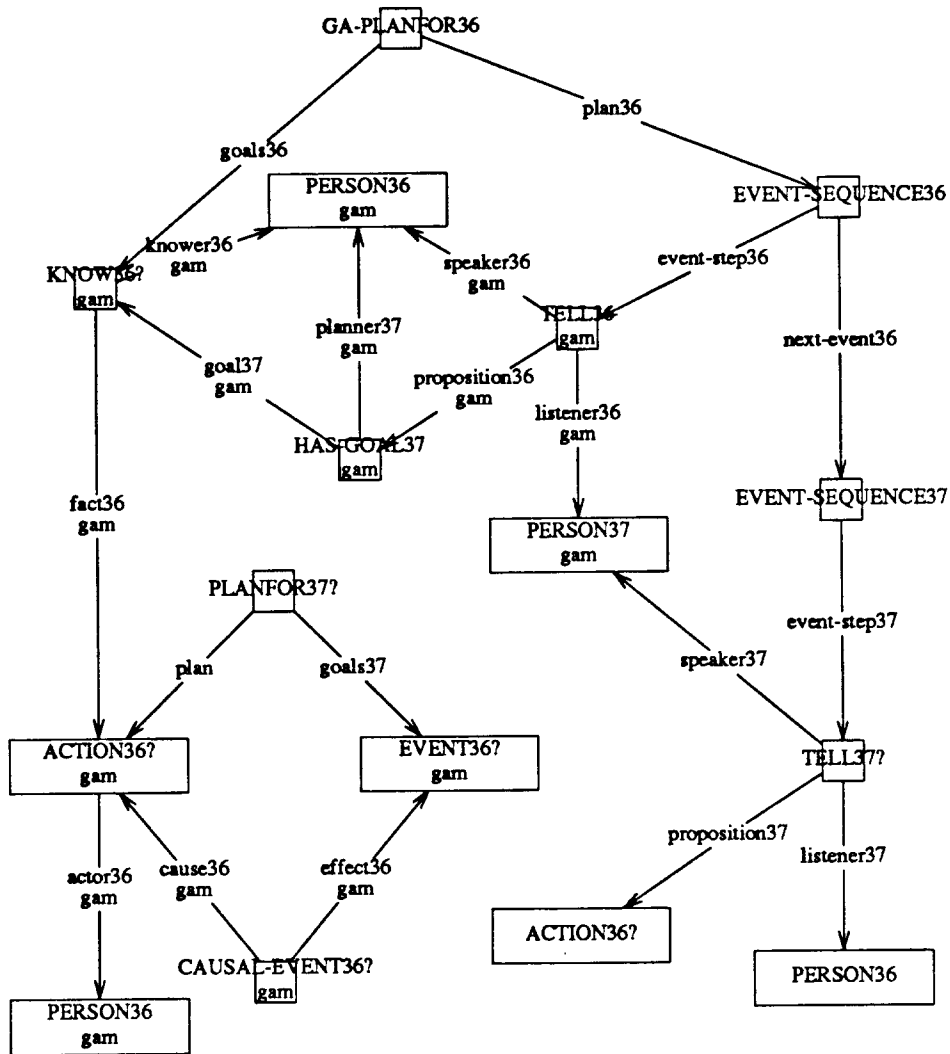 GA-PLANFOR36
plan36
goals36
PERSON36
gam
EVENT-SEQUENCE36
knower36
gam
speaker36
gam
event-step36
KNOW36?
gam
TELL36
gam
planner37
gam
next-event36
goal37
gam
proposition36
gam
listener36
gam
HAS-GOAL37
gam
fact36
gam
EVENT-SEQUENCE37
PERSON37
gam
PLANFOR37?
event-step37
plan
goals37
speaker37
ACTION36?
gam
EVENT36?
gam
TELL37?
proposition37
listener37
actor36
gam
cause36
gam
effect36
gam
ACTION36?
CAUSAL-EVENT36?
gam
PERSON36
PERSON36
gam